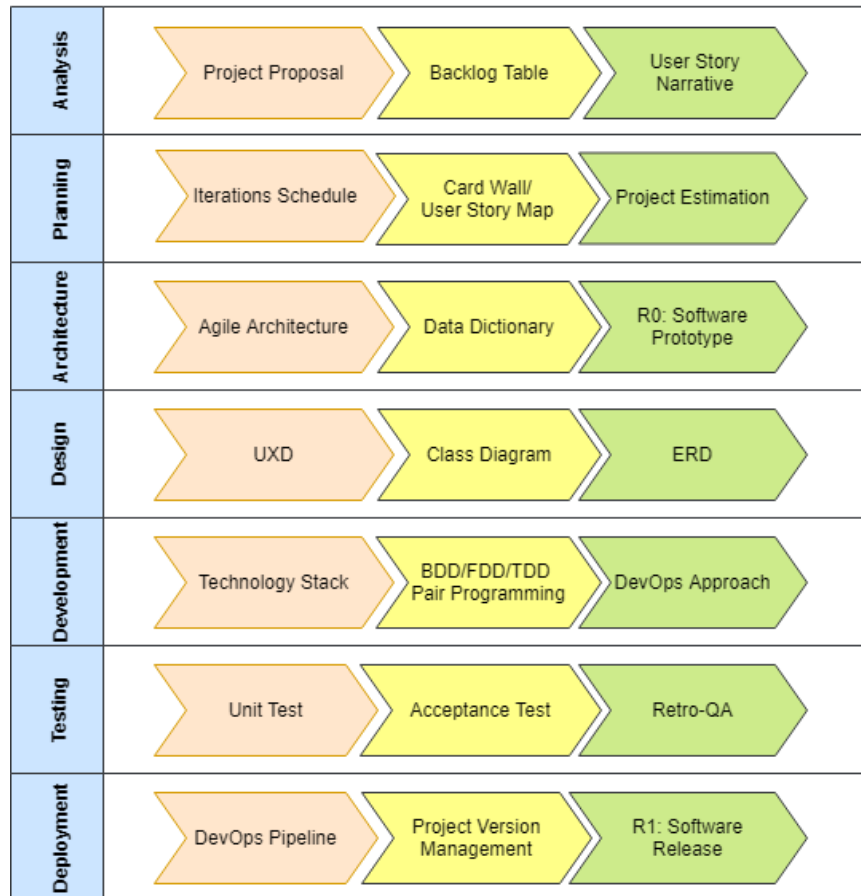 Analysis
Project Proposal
Backlog Table
User Story
Narrative
Planning
Iterations Schedule
Card Wall/
User Story Map
Project Estimation
Architecture
Agile Architecture
Data Dictionary
R0: Software
Prototype
Design
UXD
Class Diagram
ERD
Development
Technology Stack
BDD/FDD/TDD
Pair Programming
DevOps Approach
Testing
Unit Test
Acceptance Test
Retro-QA
Deployment
DevOps Pipeline
Project Version
Management
R1: Software
Release